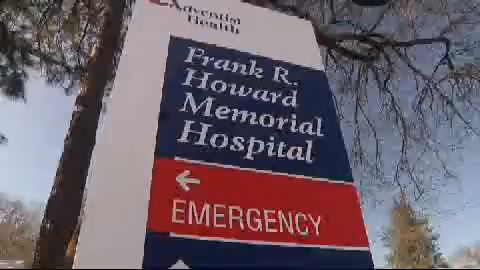 Adventist
Health
Frank R.
Howard
Memorial
Hospital
←
EMERGENCY